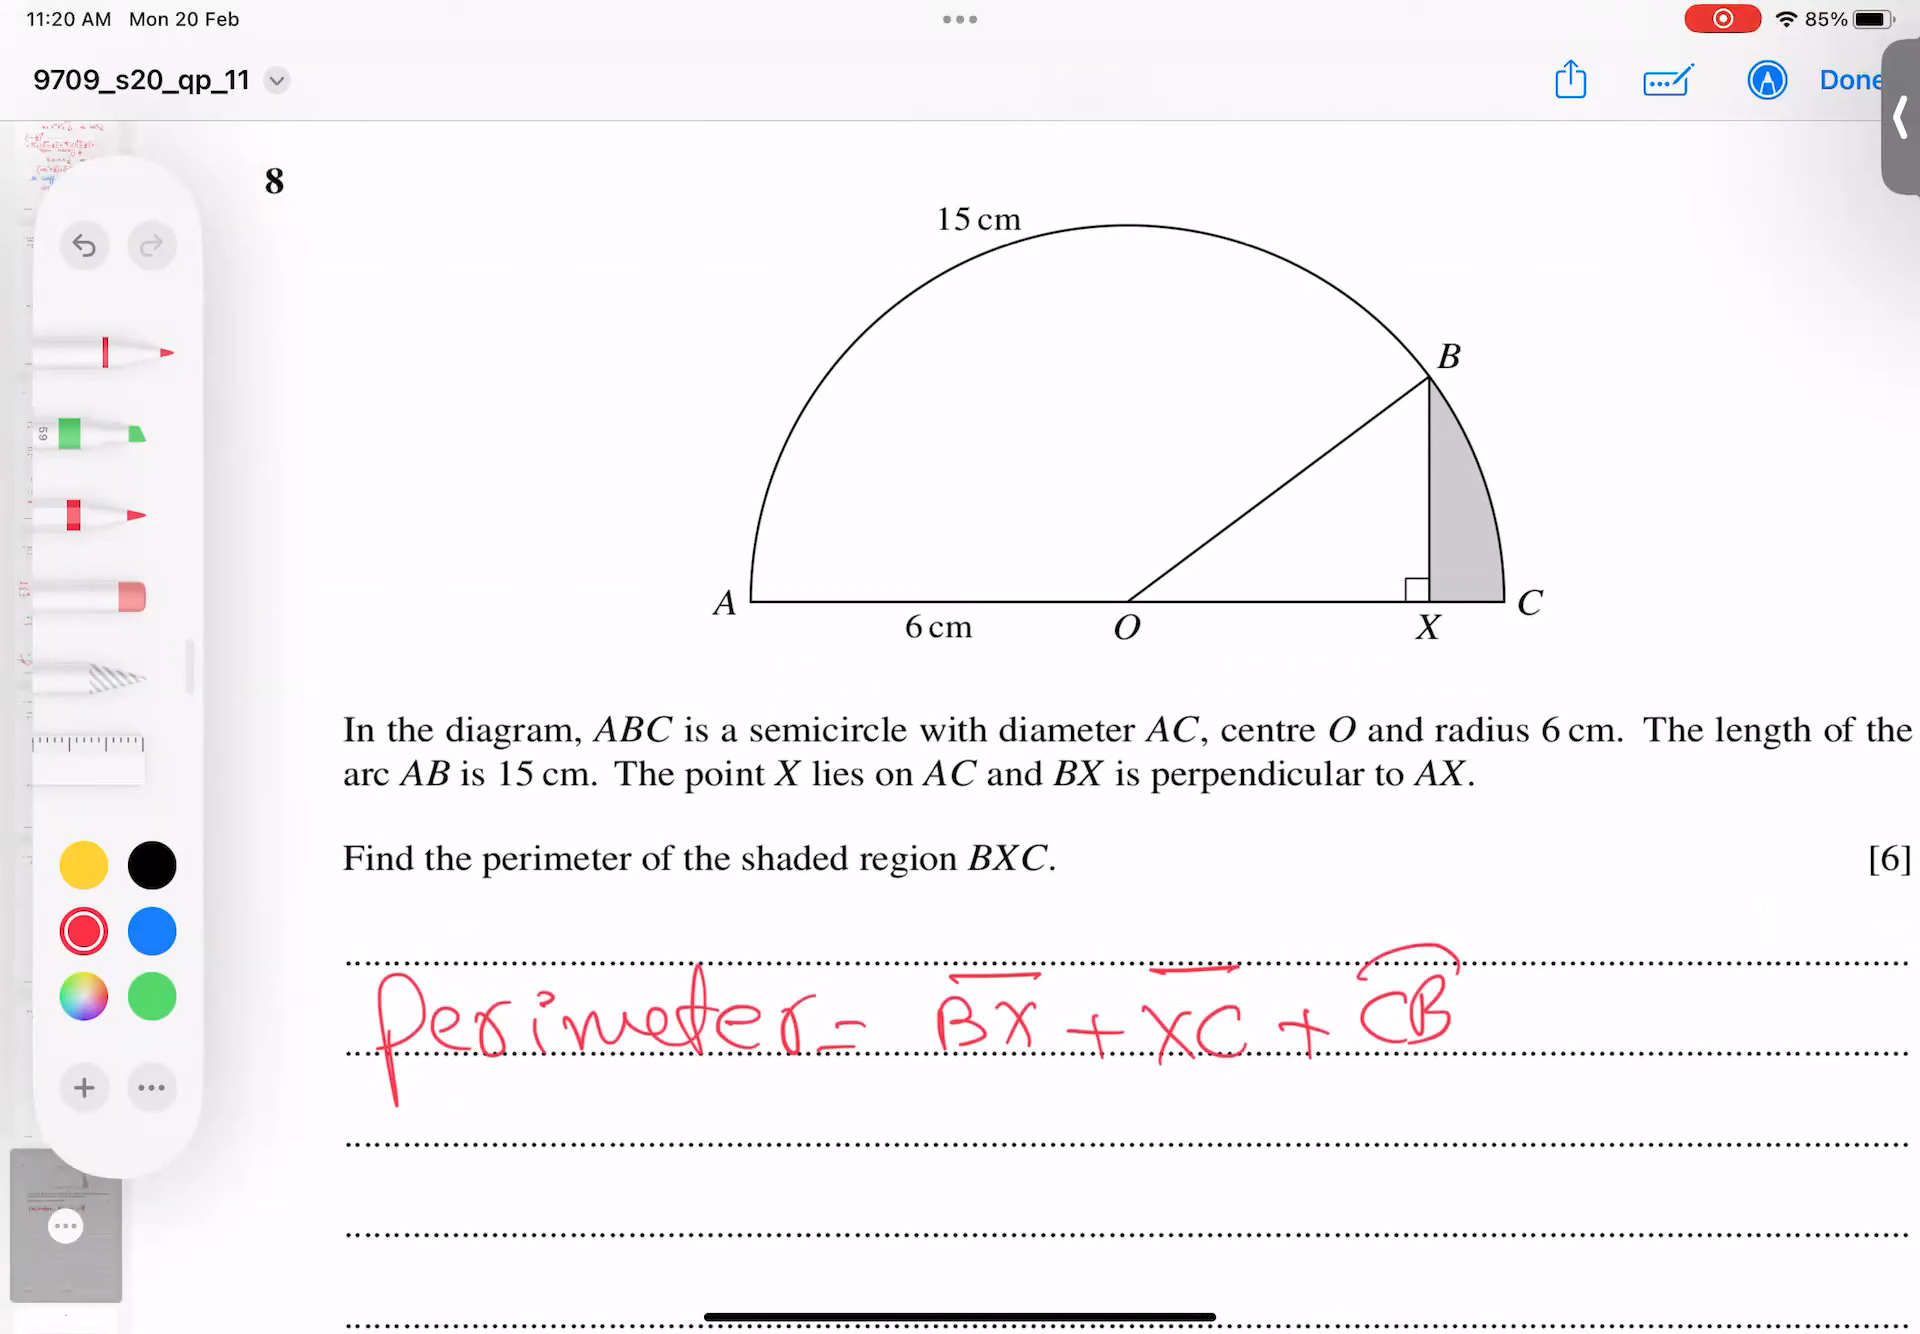 11:20 AM Mon 20 Feb
85%
9709_s20_qp_11
Done
8
15 cm
B
A
6 cm
O
X
C
59
In the diagram, ABC is a semicircle with diameter AC, centre O and radius 6 cm. The length of the
arc AB is 15 cm. The point X lies on AC and BX is perpendicular to AX.
Find the perimeter of the shaded region BXC. [6]
Perimeter = BX + XC + CB